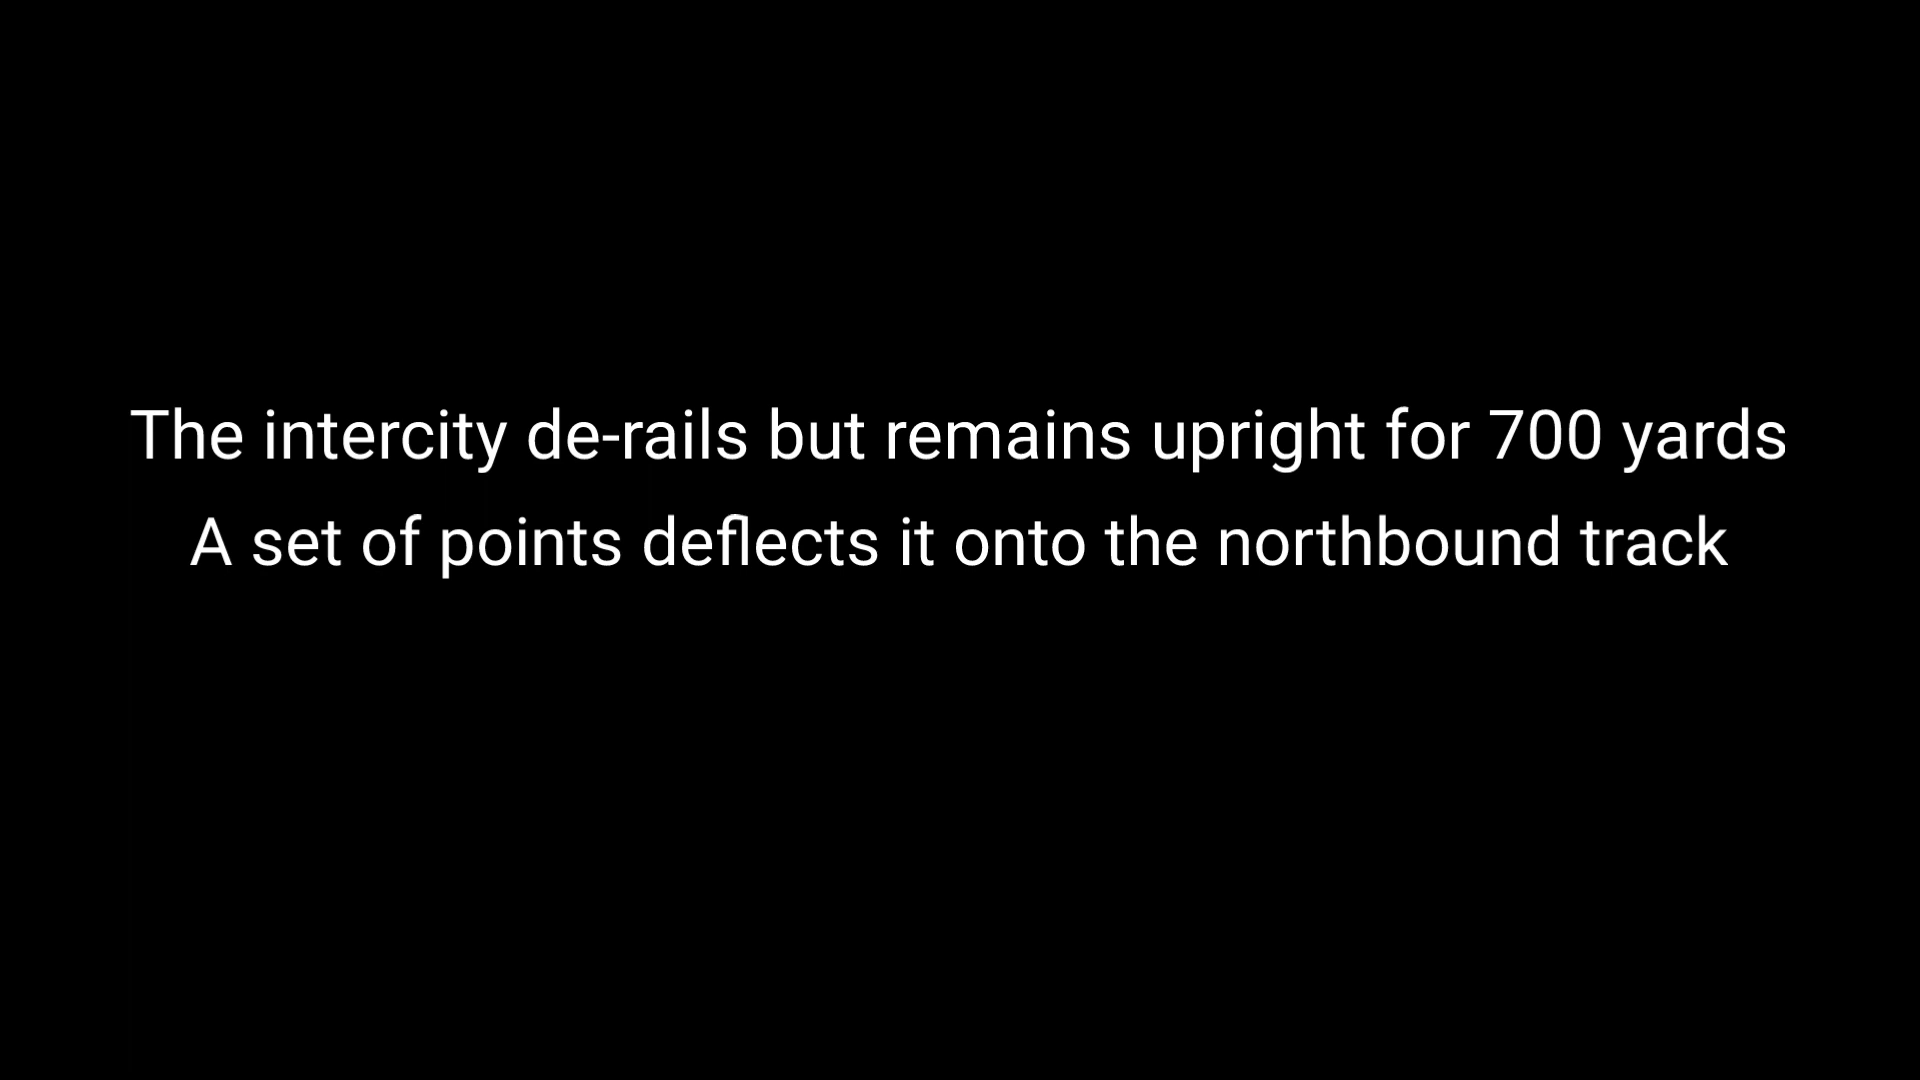 The intercity de-rails but remains upright for 700 yards
A set of points deflects it onto the northbound track